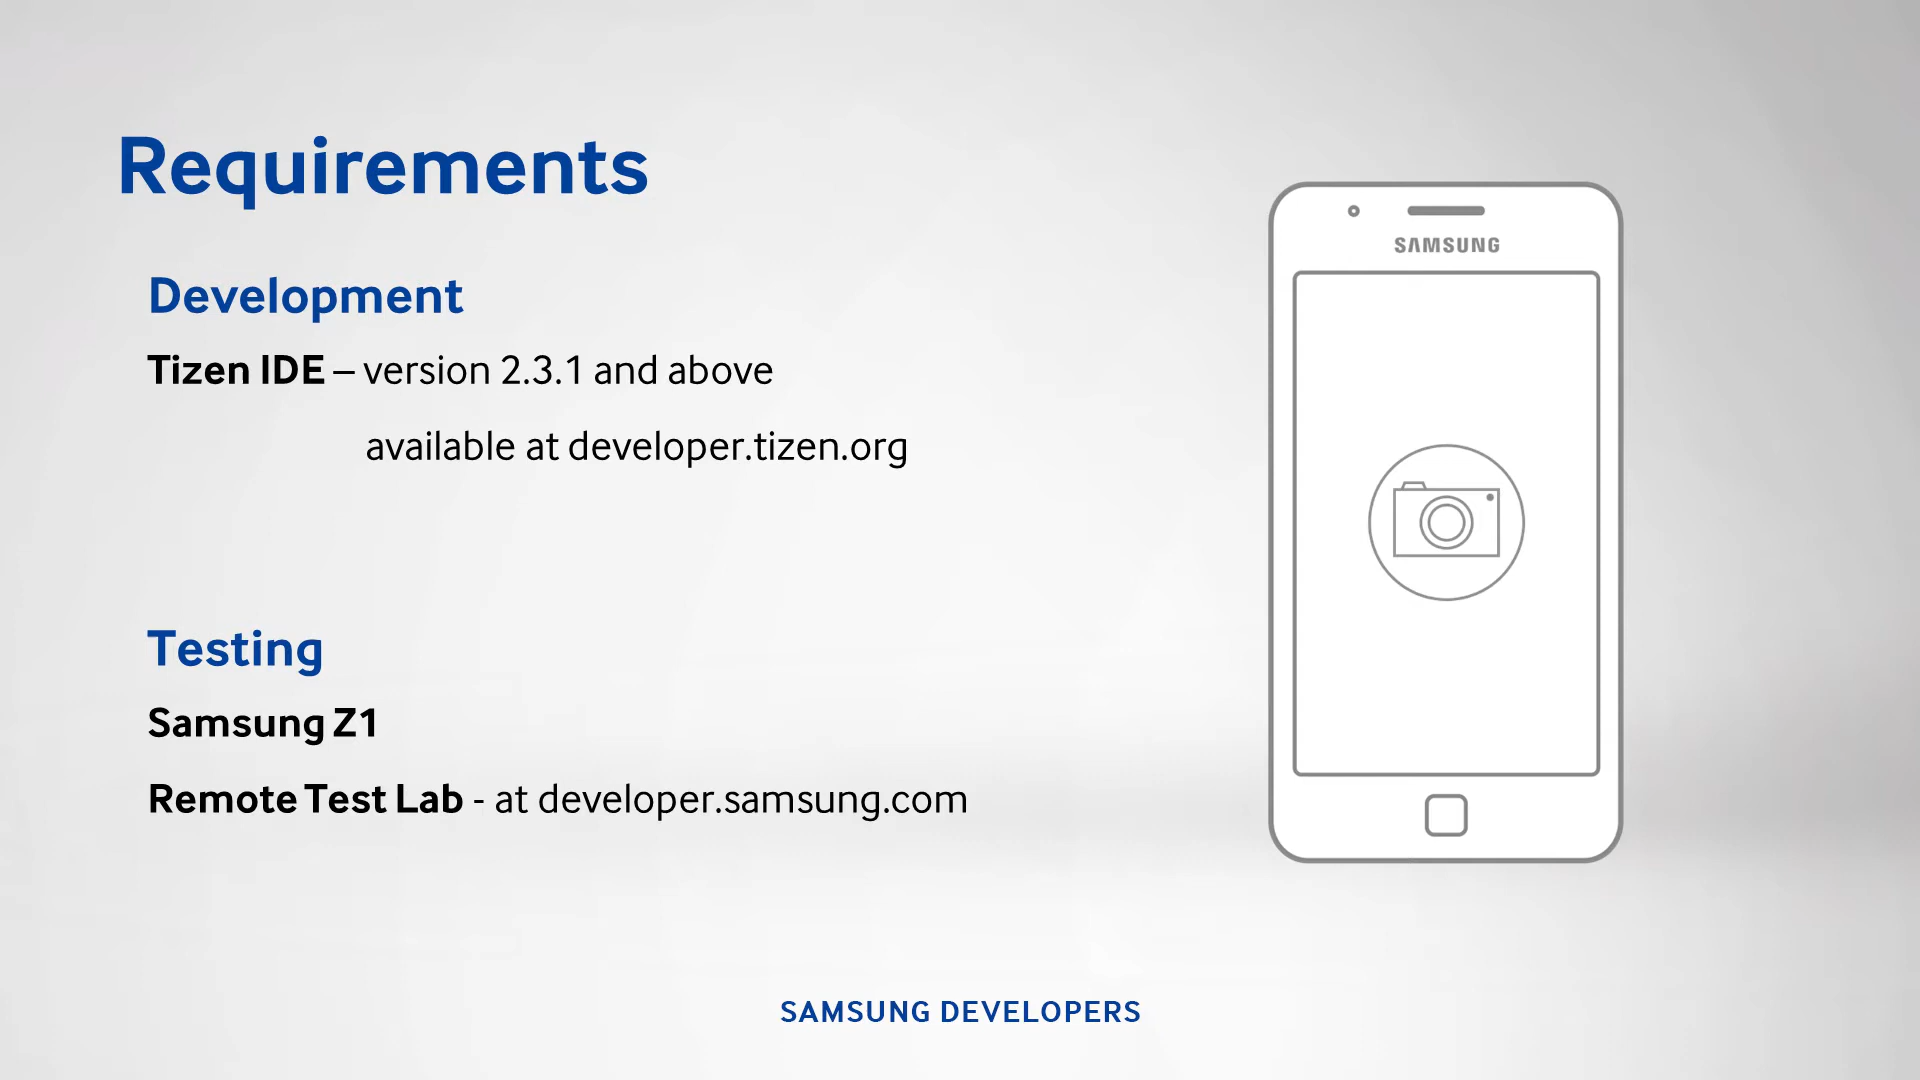 Requirements
Development
Tizen IDE – version 2.3.1 and above
available at developer.tizen.org
Testing
Samsung Z1
Remote Test Lab - at developer.samsung.com
SAMSUNG
SAMSUNG DEVELOPERS